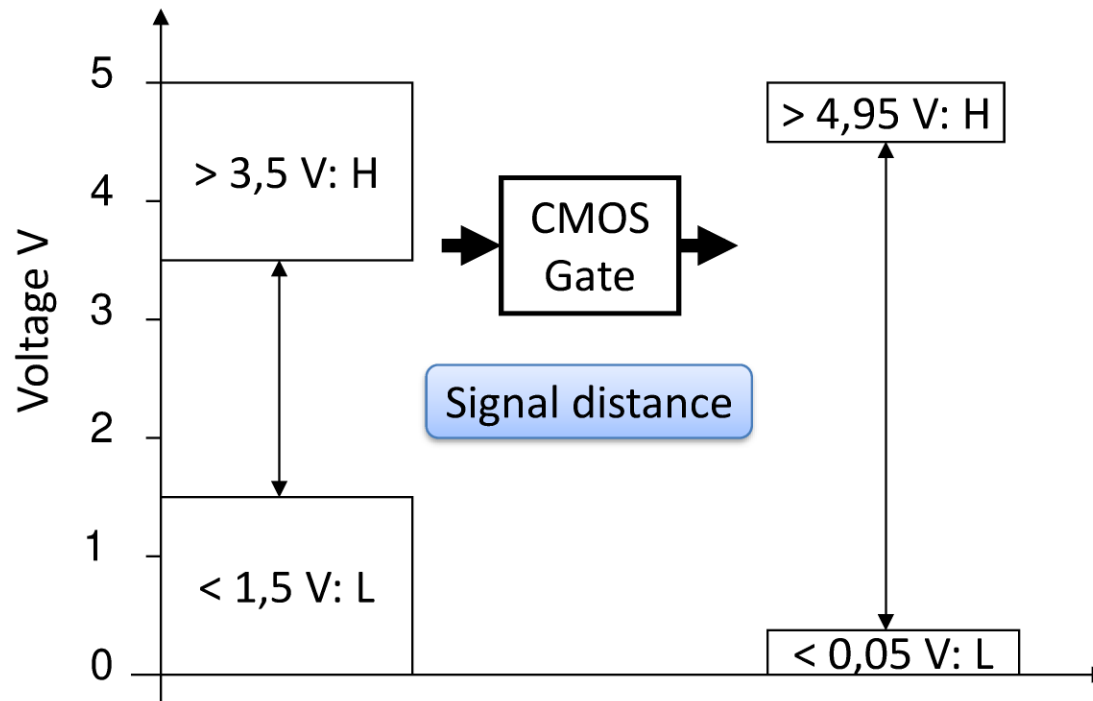 5
4
3
2
1
0
Voltage V
> 3,5 V: H
< 1,5 V: L
CMOS
Gate
Signal distance
> 4,95 V: H
< 0,05 V: L